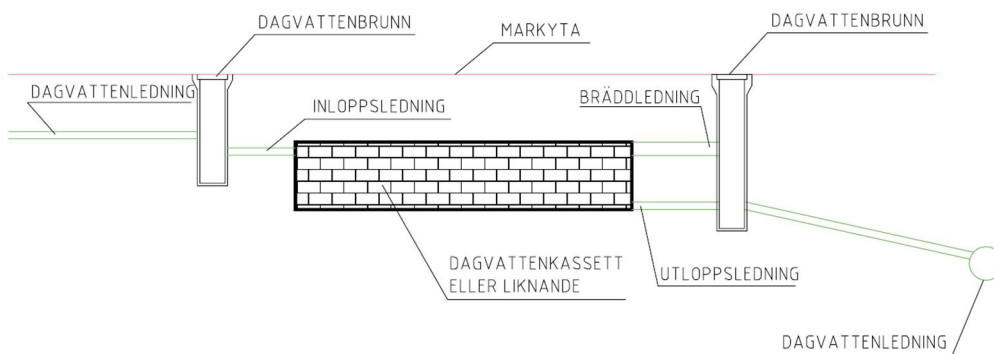 DAGVATTENBRUNN
MARKYTA
DAGVATTENBRUNN
DAGVATTENLEDNING
INLOPPSLEDNING
BRÄDDLEDNING
DAGVATTENKASSETT
ELLER LIKNANDE
UTLOPPSLEDNING
DAGVATTENLEDNING